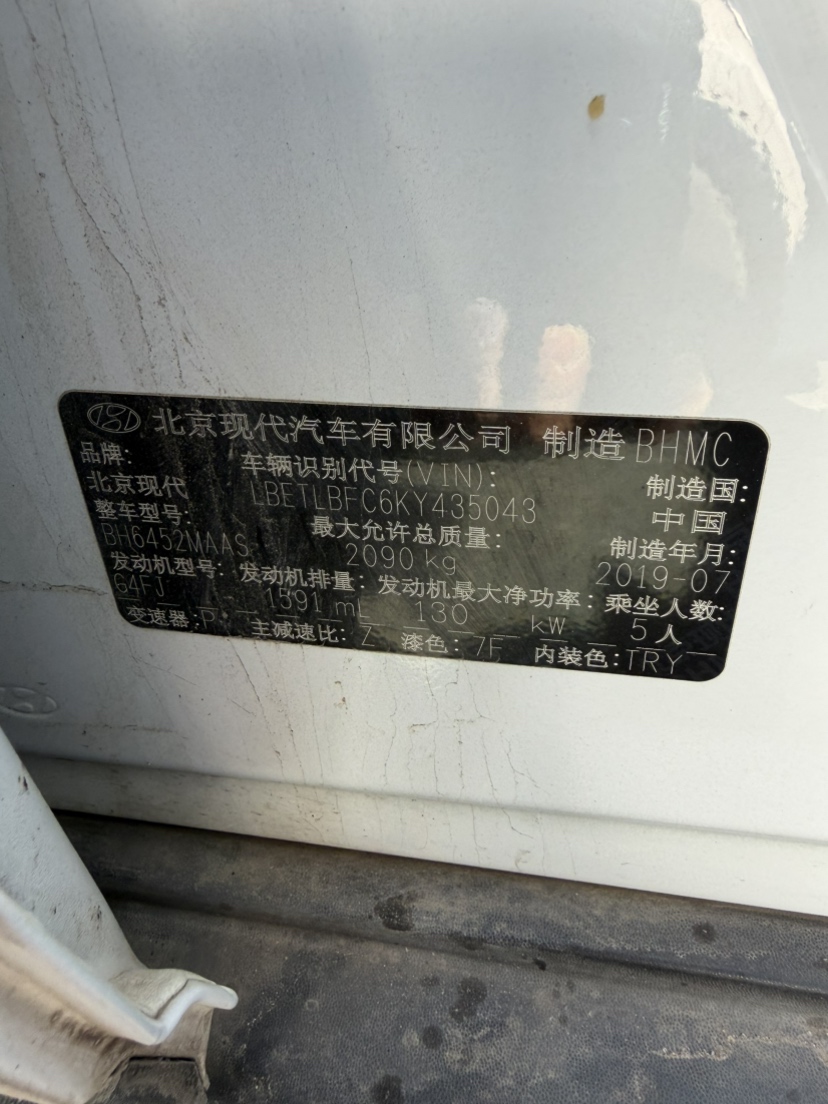 北京现代汽车有限公司 制造 BHMC
品牌: 车辆识别代号(VIN): 制造国:
北京现代 LBETLBFC6KY435043 中国
整车型号: 最大允许总质量: 制造年月:
BH6452MAAS 2090 kg 2019-07
发动机型号: 发动机排量: 发动机最大净功率: 乘坐人数:
G4FJ 1591 mL 130 kW 5人
变速器: P 主减速比: Z 漆色: 7F 内装色: TRY